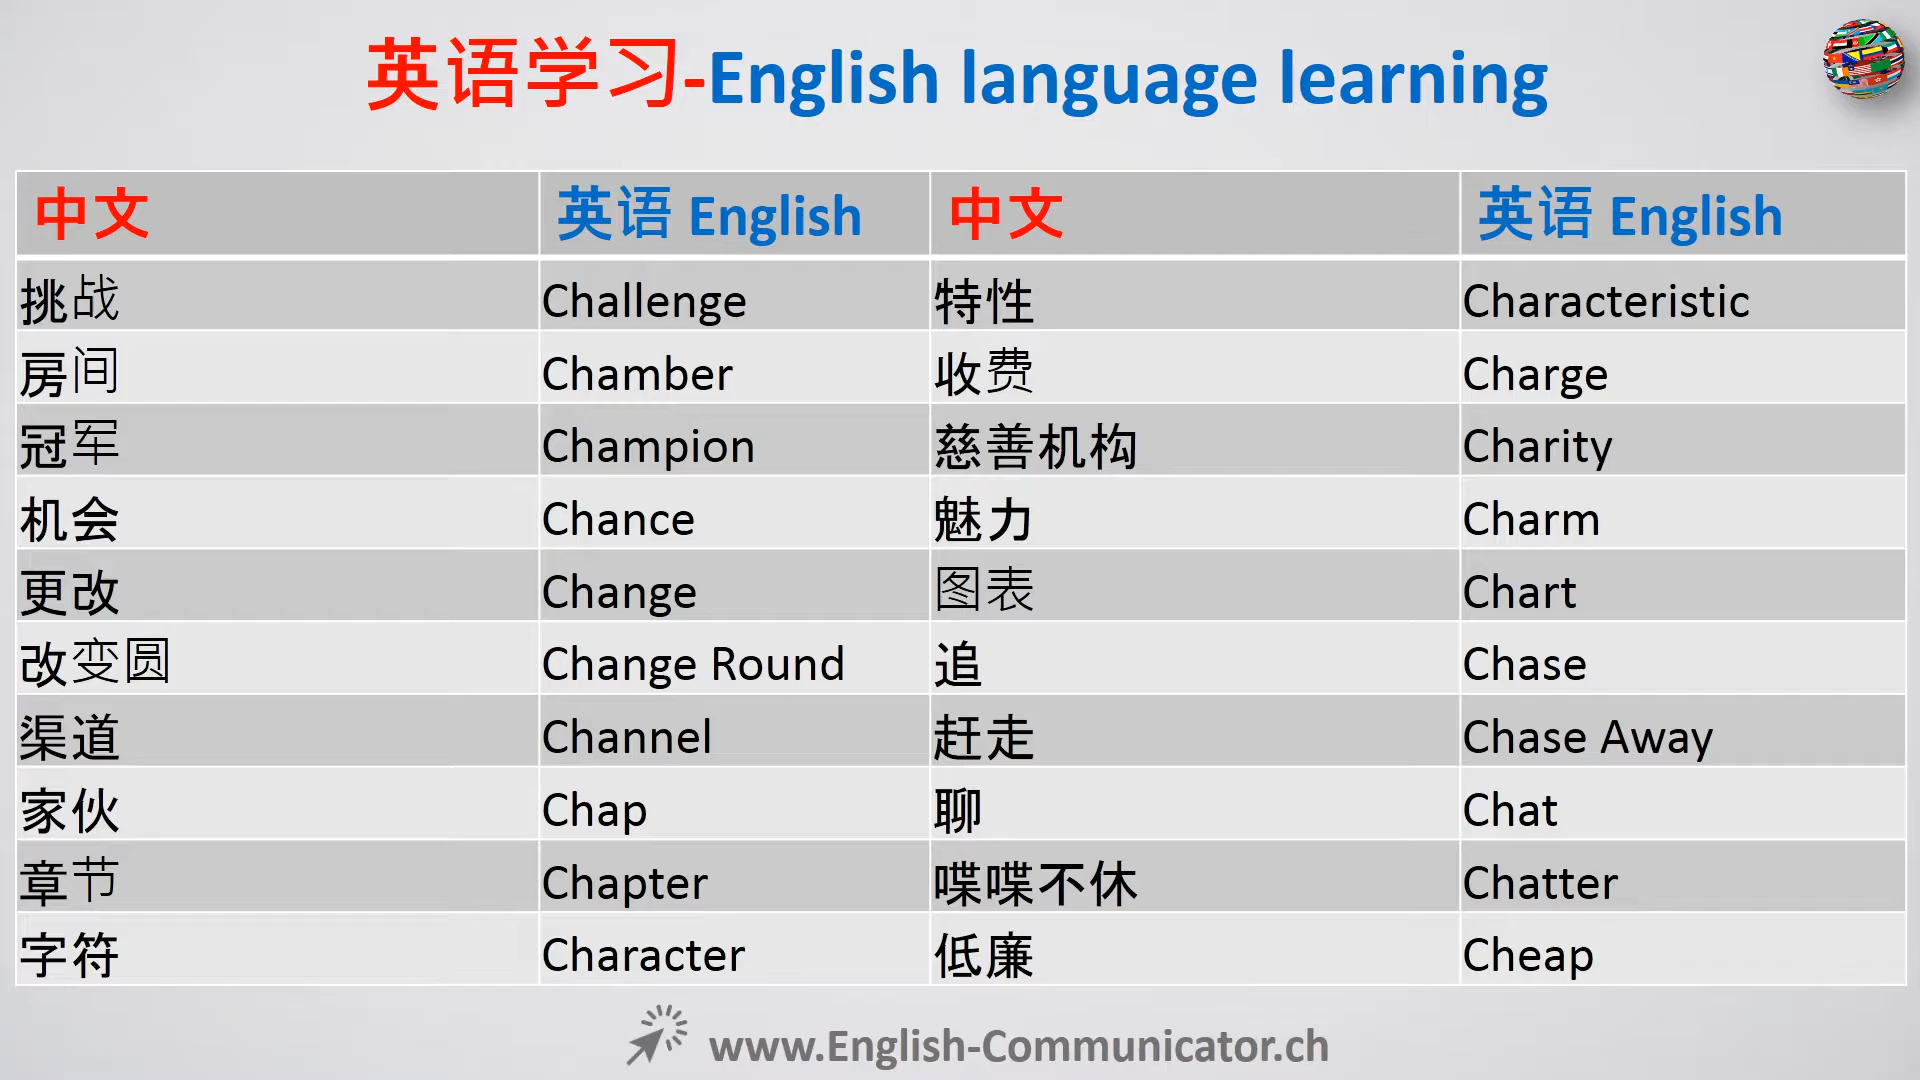 英语学习-English language learning
中文 英语 English 中文 英语 English
挑战 Challenge 特性 Characteristic
房间 Chamber 收费 Charge
冠军 Champion 慈善机构 Charity
机会 Chance 魅力 Charm
更改 Change 图表 Chart
改变圆 Change Round 追 Chase
渠道 Channel 赶走 Chase Away
家伙 Chap 聊 Chat
章节 Chapter 喋喋不休 Chatter
字符 Character 低廉 Cheap
www.English-Communicator.ch